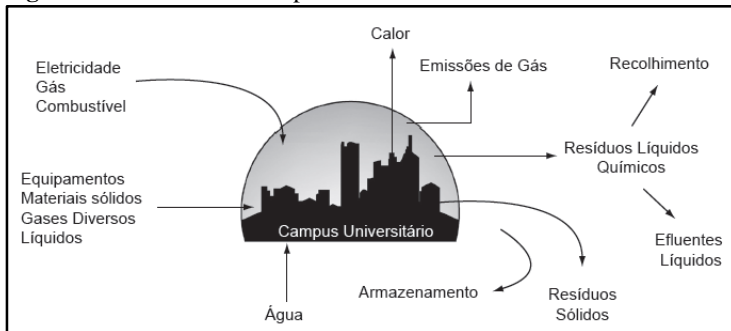 Calor
Eletricidade
Gás
Combustível
Emissões de Gás
Recolhimento
Resíduos Líquidos
Químicos
Equipamentos
Materiais sólidos
Gases Diversos
Líquidos
Campus Universitário
Efluentes
Líquidos
Água
Armazenamento
Resíduos
Sólidos